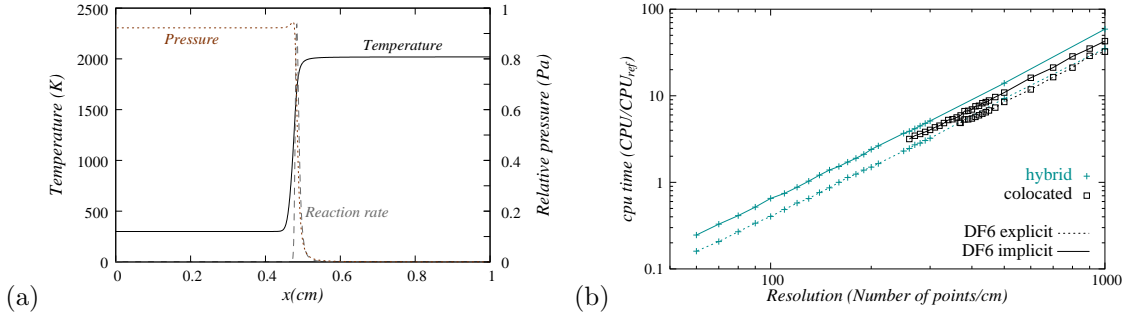 2500
2000
1500
1000
500
0
Temperature (K)
0
0.2
0.4
0.6
0.8
1
x(cm)
1
0.8
0.6
0.4
0.2
0
Relative pressure (Pa)
Pressure
Temperature
Reaction rate
(a)
100
10
1
0.1
cpu time (CPU/CPU_ref)
100
1000
Resolution (Number of points/cm)
hybrid
colocated
DF6 explicit
DF6 implicit
(b)